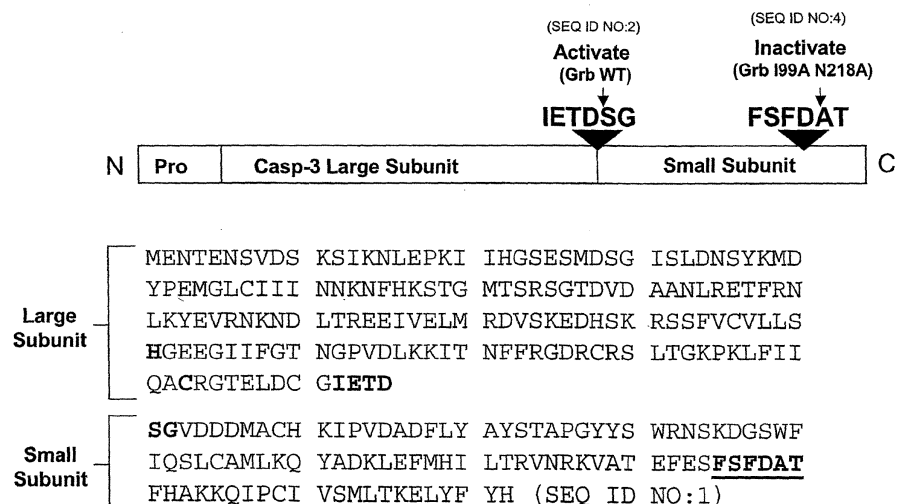 (SEQ ID NO:2) (SEQ ID NO:4)
Activate Inactivate
(Grb WT) (Grb I99A N218A)
IETDSG FSFDAT
N Pro Casp-3 Large Subunit Small Subunit C
MENTENSVDS KSIKNLEPKI IHGSESMDSG ISLDNSYKMD
YPEMGLCIII NNKNFHKSTG MTSRSGTDVD AANLRETFRN
Large Subunit
LKYEVRNKND LTREEIVELM RDVSKEDHSK RSSFVCVLLS
HGEEGIIFGT NGPVDLKKIT NFFRGDRCRS LTGKPKLFII
QACRGTELDC GIETD
SGVDDDMACH KIPVDADFLY AYSTAPGYYS WRNSKDGSWF
Small Subunit
IQSLCAMLKQ YADKLEFMHI LTRVNRKVAT EFESFSFDAT
FHAKKQIPCI VSMLTKELYF YH (SEQ ID NO:1)